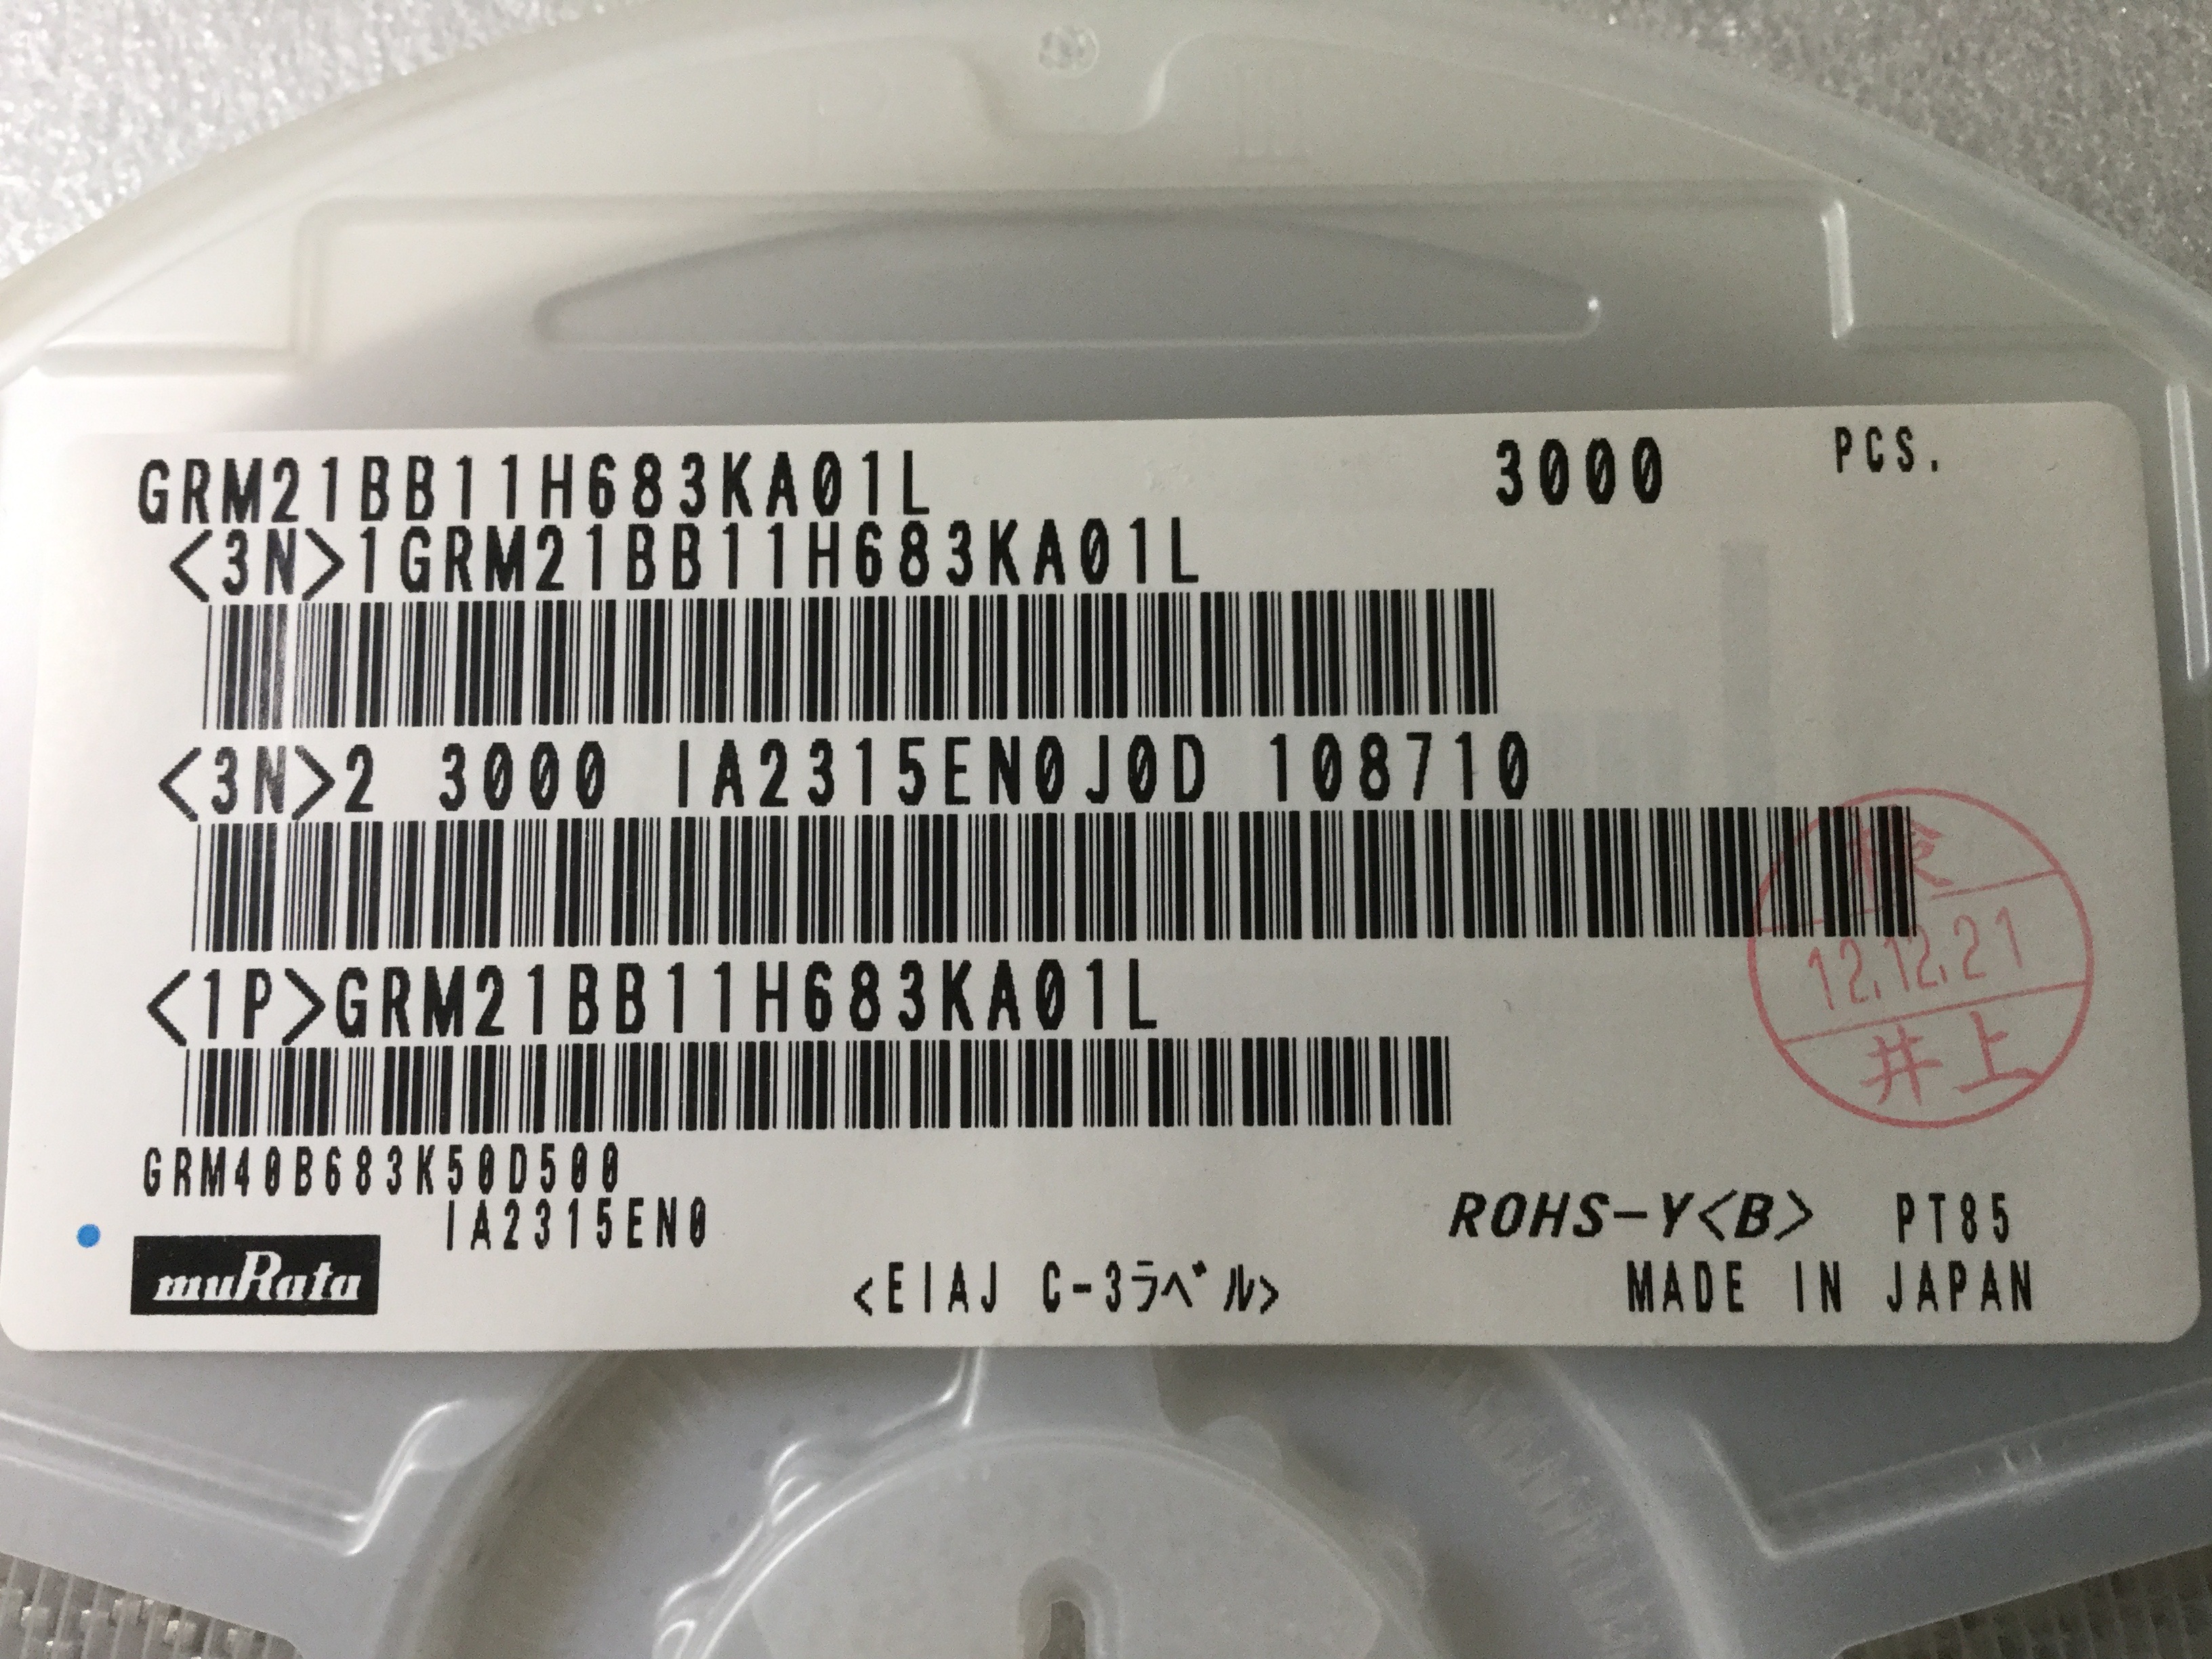 GRM21BB11H683KA01L 3000 PCS.
<3N>1GRM21BB11H683KA01L
<3N>2 3000 IA2315EN0J0D 108710
<1P>GRM21BB11H683KA01L
検
12.12.21
井上
GRM40B683K50D500
IA2315EN0
ROHS-Y<B> PT85
muRata
<EIAJ C-3ラベル>
MADE IN JAPAN